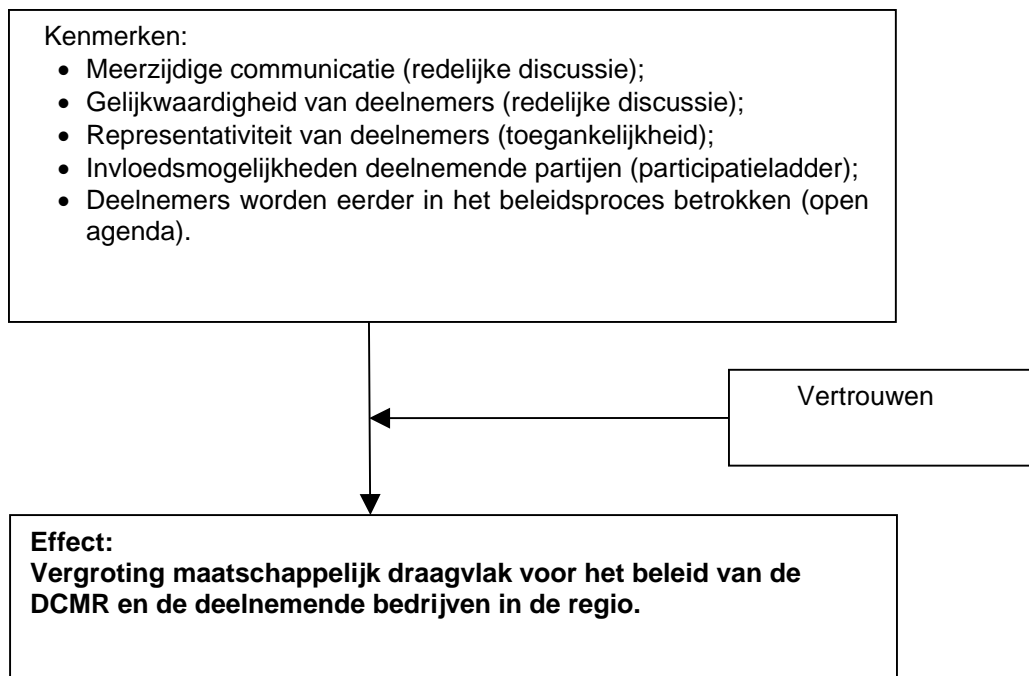 Kenmerken:
• Meerzijdige communicatie (redelijke discussie);
• Gelijkwaardigheid van deelnemers (redelijke discussie);
• Representativiteit van deelnemers (toegankelijkheid);
• Invloedsmogelijkheden deelnemende partijen (participatieladder);
• Deelnemers worden eerder in het beleidsproces betrokken (open
agenda).
Vertrouwen
Effect:
Vergroting maatschappelijk draagvlak voor het beleid van de
DCMR en de deelnemende bedrijven in de regio.